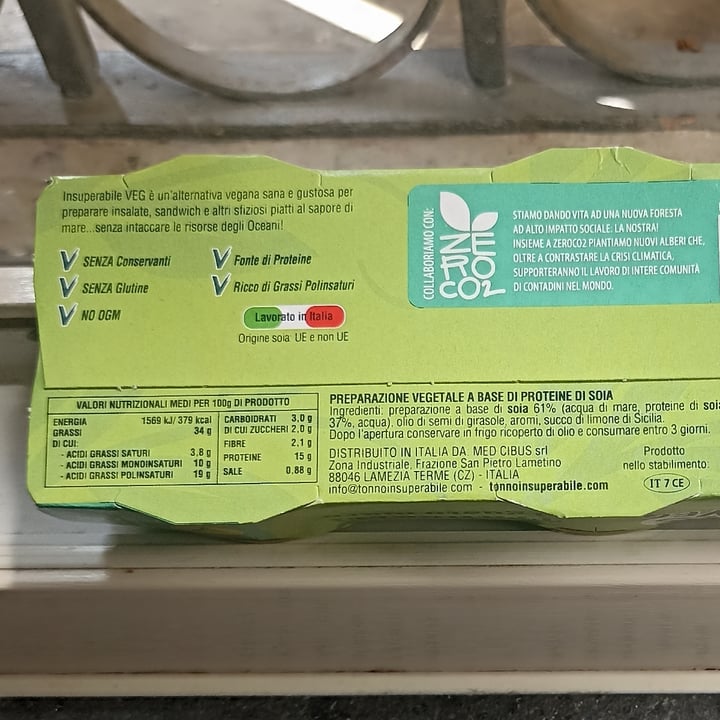 Insuperabile VEG è un'alternativa vegana sana e gustosa per
preparare insalate, sandwich e altri sfiziosi piatti al sapore di
mare...senza intaccare le risorse degli Oceani!
SENZA Conservanti
Fonte di Proteine
SENZA Glutine
Ricco di Grassi Polinsaturi
NO OGM
Lavorato in Italia
Origine soia: UE e non UE
COLLABORIAMO CON:
ZERO
CO2
STIAMO DANDO VITA AD UNA NUOVA FORESTA
AD ALTO IMPATTO SOCIALE: LA NOSTRA!
INSIEME A ZEROCO2 PIANTIAMO NUOVI ALBERI CHE,
OLTRE A CONTRASTARE LA CRISI CLIMATICA,
SUPPORTERANNO IL LAVORO DI INTERE COMUNITÀ
DI CONTADINI NEL MONDO.
VALORI NUTRIZIONALI MEDI PER 100g DI PRODOTTO
ENERGIA 1569 kJ/ 379 kcal
GRASSI 34 g
DI CUI:
- ACIDI GRASSI SATURI 3,8 g
- ACIDI GRASSI MONOINSATURI 10 g
- ACIDI GRASSI POLINSATURI 19 g
CARBOIDRATI 3,0 g
DI CUI ZUCCHERI 2,0 g
FIBRE 2,1 g
PROTEINE 15 g
SALE 0,88 g
PREPARAZIONE VEGETALE A BASE DI PROTEINE DI SOIA
Ingredienti: preparazione a base di soia 61% (acqua di mare, proteine di soia
37%, acqua), olio di semi di girasole, aromi, succo di limone di Sicilia.
Dopo l'apertura conservare in frigo ricoperto di olio e consumare entro 3 giorni.
DISTRIBUITO IN ITALIA DA MED CIBUS srl
Zona Industriale, Frazione San Pietro Lametino
88046 LAMEZIA TERME (CZ) - ITALIA
info@tonnoinsuperabile.com - tonnoinsuperabile.com
Prodotto
nello stabilimento:
IT 7 CE